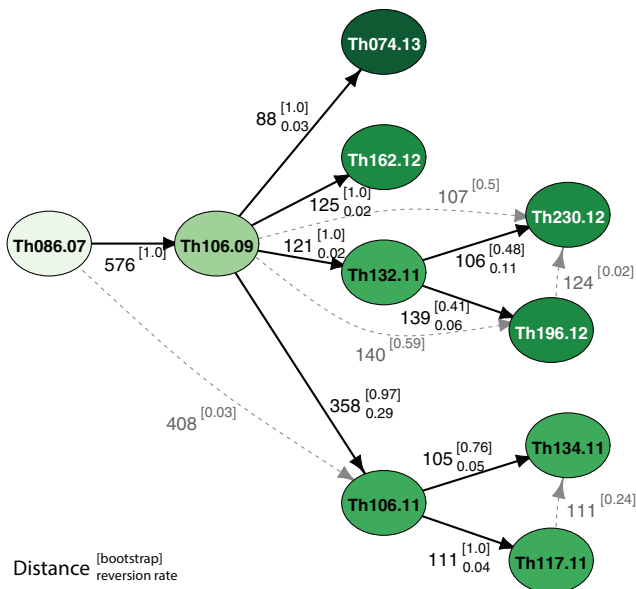 Th074.13
88 [1.0]
0.03
Th162.12
125 [1.0]
0.02
107 [0.5]
Th230.12
Th086.07
576 [1.0]
Th106.09
121 [1.0]
0.02
Th132.11
106 [0.48]
0.11
124 [0.02]
139 [0.41]
0.06
Th196.12
140 [0.59]
408 [0.03]
358 [0.97]
0.29
Th134.11
105 [0.76]
0.05
Th106.11
111 [0.24]
111 [1.0]
0.04
Th117.11
Distance [bootstrap]
reversion rate